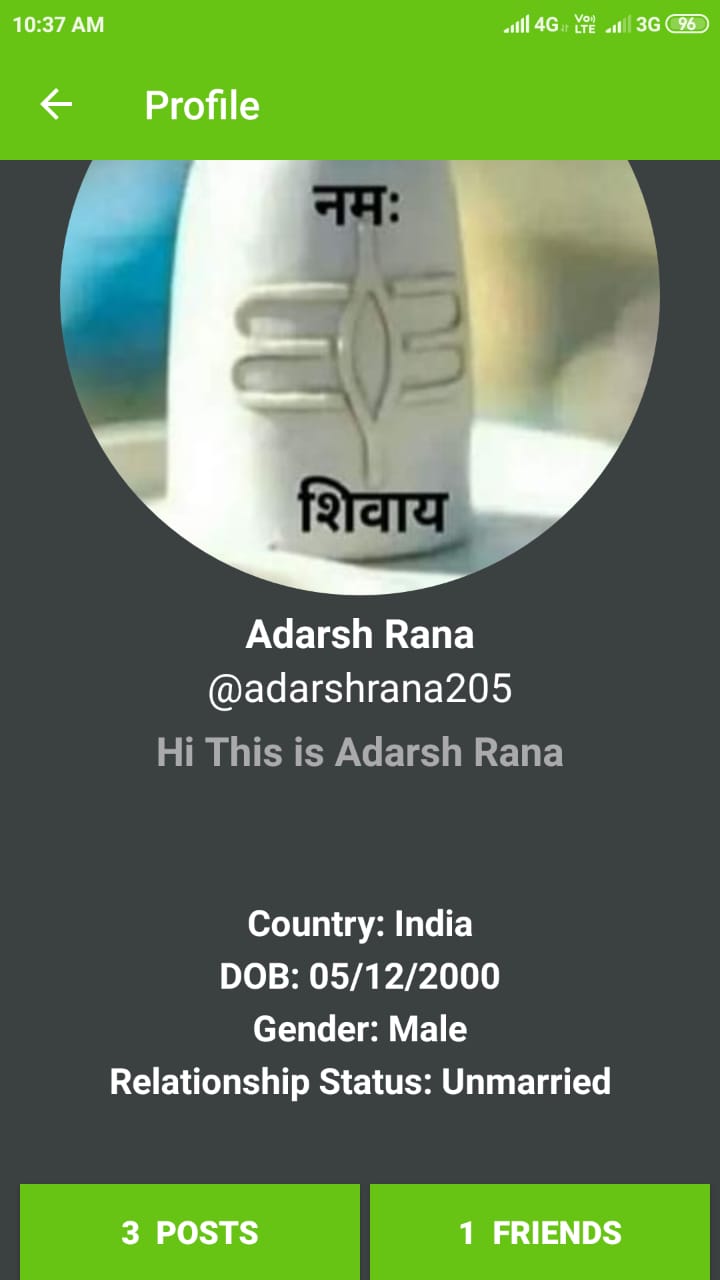 10:37 AM 4G Vo) LTE 3G 96
Profile
नमः
शिवाय
Adarsh Rana
@adarshrana205
Hi This is Adarsh Rana
Country: India
DOB: 05/12/2000
Gender: Male
Relationship Status: Unmarried
3 POSTS 1 FRIENDS